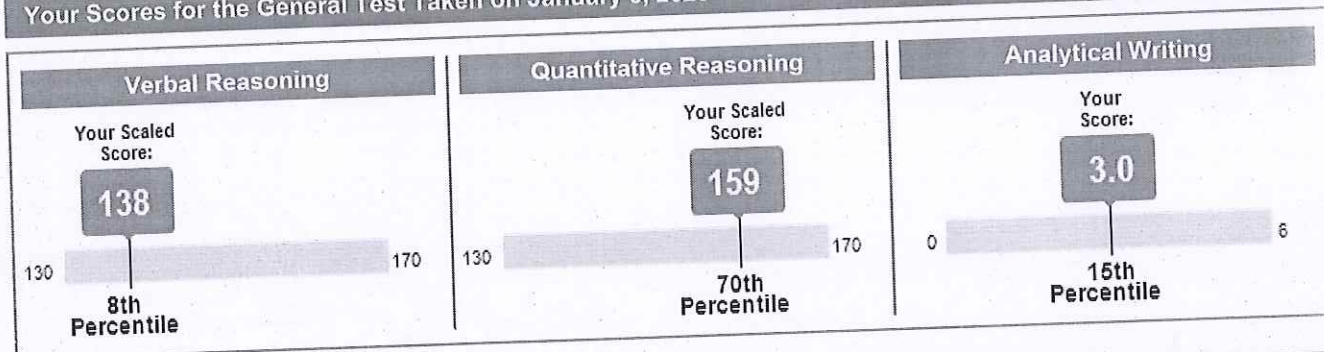 Your Scores for the General Test Taken on January
Verbal Reasoning
Your Scaled
Score:
138
130
170
8th
Percentile
Quantitative Reasoning
Your Scaled
Score:
159
130
170
70th
Percentile
Analytical Writing
Your
Score:
3.0
0
6
15th
Percentile